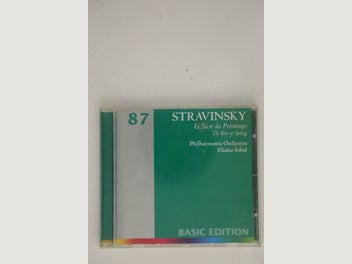 87
STRAVINSKY
Le Sacre du Printemps
The Rite of Spring
Philharmonia Orchestra
Eliahu Inbal
BASIC EDITION